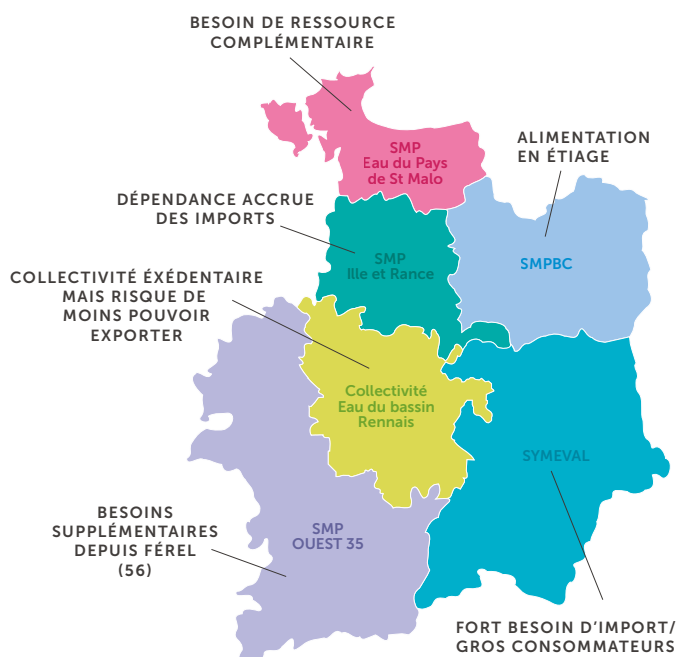 BESOIN DE RESSOURCE
COMPLÉMENTAIRE
SMP
Eau du Pays
de St Malo
ALIMENTATION
EN ÉTIAGE
DÉPENDANCE ACCRUE
DES IMPORTS
SMP
Ille et Rance
SMPBC
COLLECTIVITÉ ÉXÉDENTAIRE
MAIS RISQUE DE
MOINS POUVOIR
EXPORTER
Collectivité
Eau du bassin
Rennais
SYMEVAL
BESOINS
SUPPLÉMENTAIRES
DEPUIS FÉREL
(56)
SMP
OUEST 35
FORT BESOIN D'IMPORT/
GROS CONSOMMATEURS